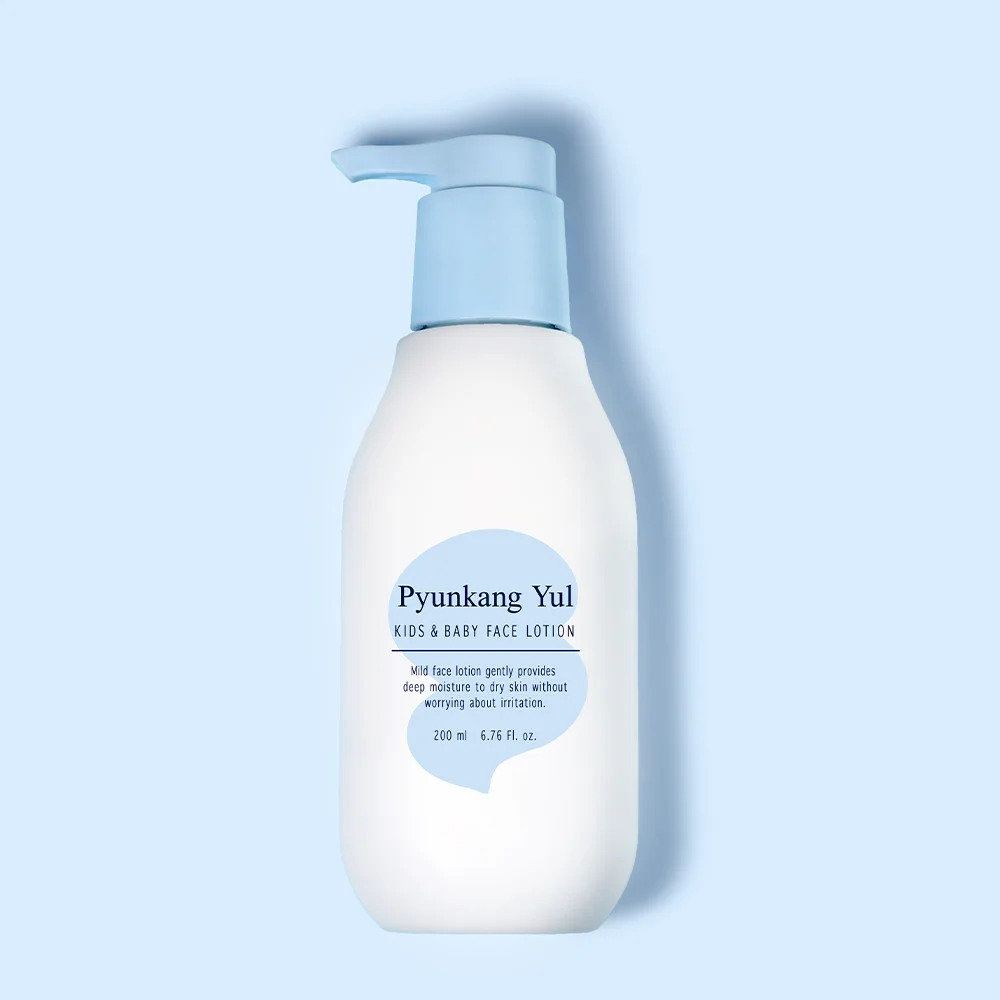 Pyunkang Yul
KIDS & BABY FACE LOTION
Mild face lotion gently provides
deep moisture to dry skin without
worrying about irritation.
200 ml 6.76 Fl. oz.